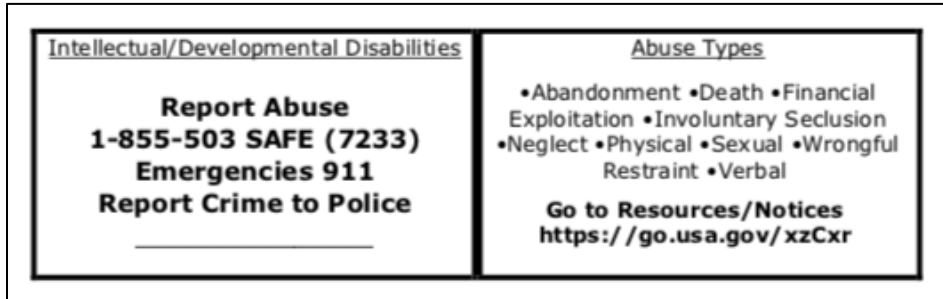 Intellectual/Developmental Disabilities
Report Abuse
1-855-503 SAFE (7233)
Emergencies 911
Report Crime to Police
Abuse Types
•Abandonment •Death •Financial
Exploitation •Involuntary Seclusion
•Neglect •Physical •Sexual •Wrongful
Restraint •Verbal
Go to Resources/Notices
https://go.usa.gov/xzCxr